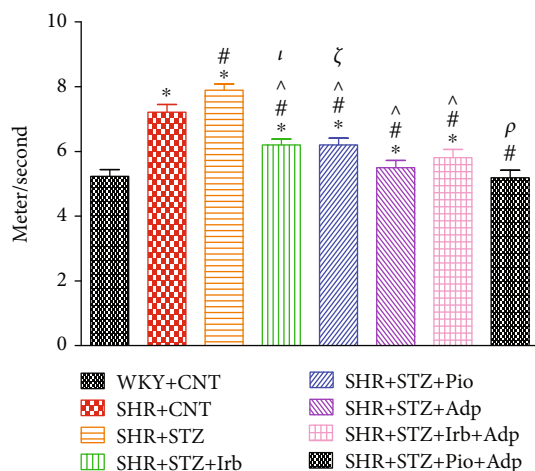 10
8
6
4
2
0
Meter/second
*
#
*
ι
^
#
*
ζ
^
#
*
^
#
*
^
#
*
ρ
#
WKY+CNT
SHR+CNT
SHR+STZ
SHR+STZ+Irb
SHR+STZ+Pio
SHR+STZ+Adp
SHR+STZ+Irb+Adp
SHR+STZ+Pio+Adp